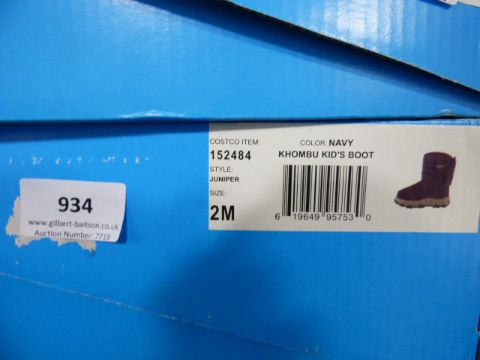 COSTCO ITEM:
152484
STYLE:
JUNIPER
SIZE:
2M
COLOR: NAVY
KHOMBU KID'S BOOT
6 19649 95753 0
934
www.gilbert-baitson.co.uk
Auction Number: 7719